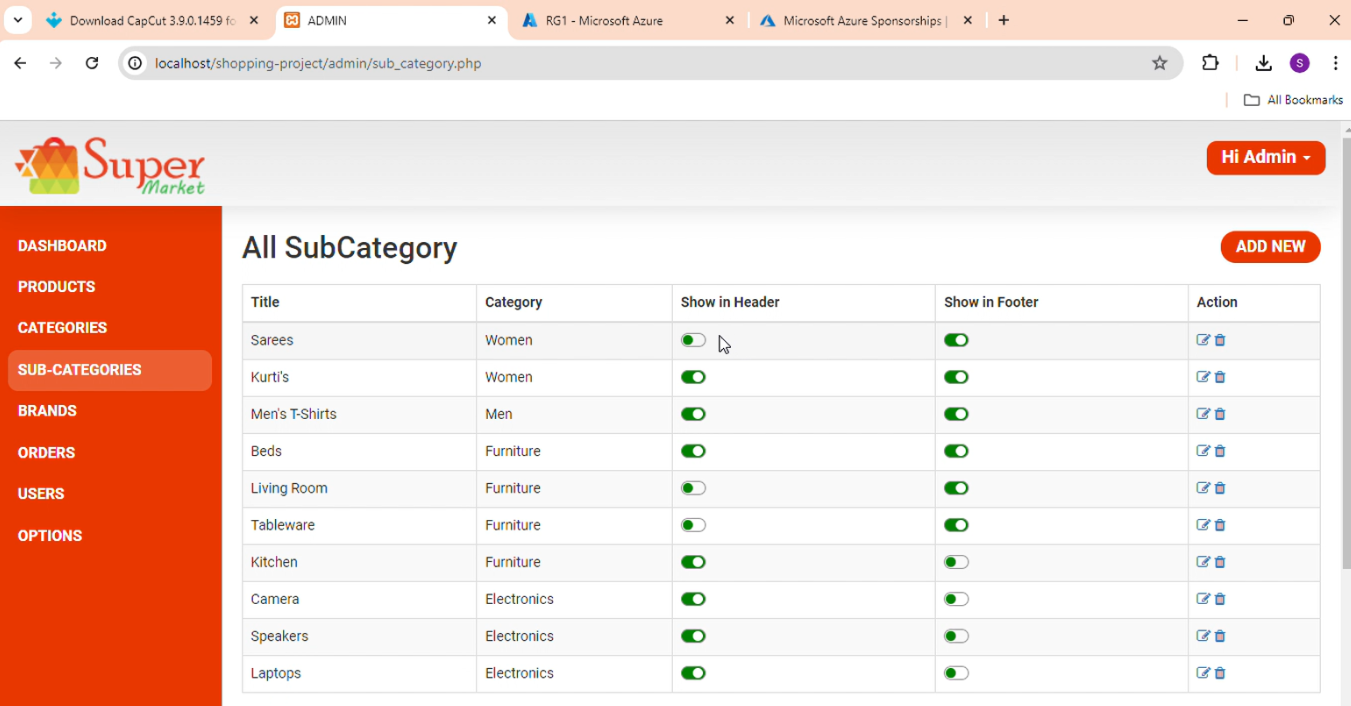 Download CapCut 3.9.0.1459 fo
ADMIN
RG1 - Microsoft Azure
Microsoft Azure Sponsorships |
localhost/shopping-project/admin/sub_category.php
S
All Bookmarks
Super
Market
Hi Admin
DASHBOARD
PRODUCTS
CATEGORIES
SUB-CATEGORIES
BRANDS
ORDERS
USERS
OPTIONS
All SubCategory
ADD NEW
Title Category Show in Header Show in Footer Action
Sarees Women
Kurti's Women
Men's T-Shirts Men
Beds Furniture
Living Room Furniture
Tableware Furniture
Kitchen Furniture
Camera Electronics
Speakers Electronics
Laptops Electronics